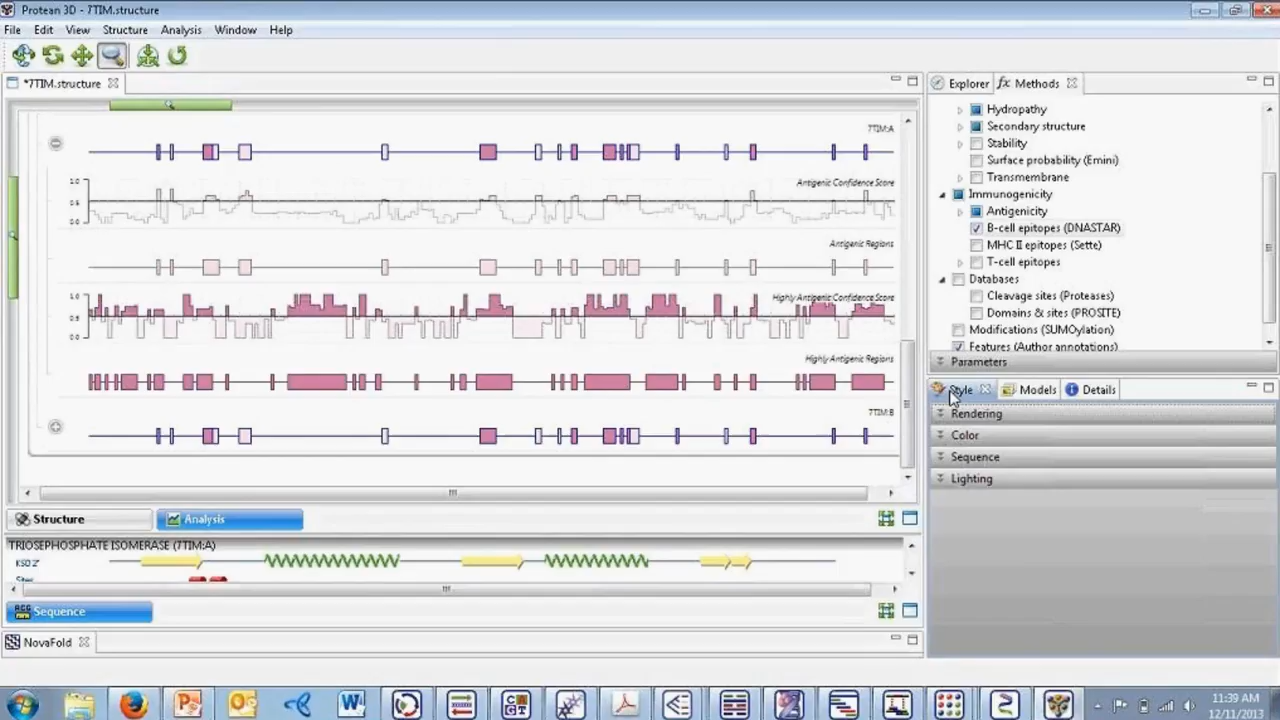 Protean 3D - 7TIM.structure
File Edit View Structure Analysis Window Help
*7TIM.structure
7TIM:A
1.0
0.5
0.0
Antigenic Confidence Score
Antigenic Regions
1.0
0.5
0.0
Highly Antigenic Confidence Score
Highly Antigenic Regions
7TIM:B
Structure
Analysis
TRIOSEPHOSPHATE ISOMERASE (7TIM:A)
Sites
Sequence
NovaFold
Explorer
Methods
Hydropathy
Secondary structure
Stability
Surface probability (Emini)
Transmembrane
Immunogenicity
Antigenicity
B-cell epitopes (DNASTAR)
MHC II epitopes (Sette)
T-cell epitopes
Databases
Cleavage sites (Proteases)
Domains & sites (PROSITE)
Modifications (SUMOylation)
Features (Author annotations)
Parameters
Style
Models
Details
Rendering
Color
Sequence
Lighting
11:39 AM
12/11/2013